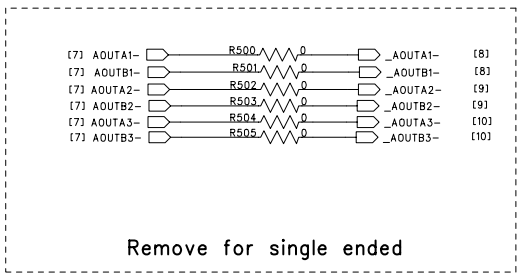 [7] AOUTA1- R500 0 _AOUTA1- [8]
[7] AOUTB1- R501 0 _AOUTB1- [8]
[7] AOUTA2- R502 0 _AOUTA2- [9]
[7] AOUTB2- R503 0 _AOUTB2- [9]
[7] AOUTA3- R504 0 _AOUTA3- [10]
[7] AOUTB3- R505 0 _AOUTB3- [10]
Remove for single ended